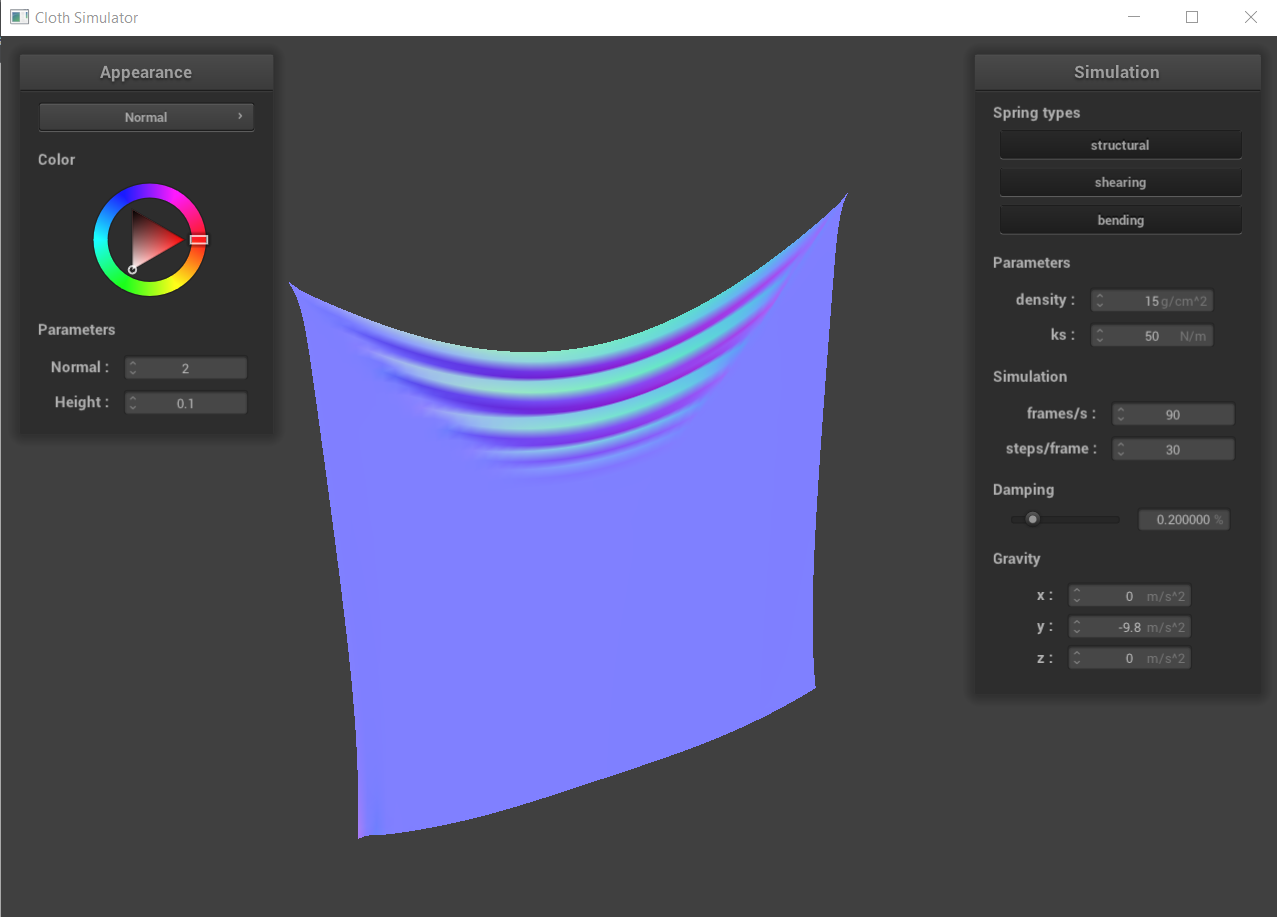 Cloth Simulator
Appearance
Normal ›
Color
Parameters
Normal : 2
Height : 0.1
Simulation
Spring types
structural
shearing
bending
Parameters
density : 15 g/cm^2
ks : 50 N/m
Simulation
frames/s : 90
steps/frame : 30
Damping
0.200000 %
Gravity
x : 0 m/s^2
y : -9.8 m/s^2
z : 0 m/s^2